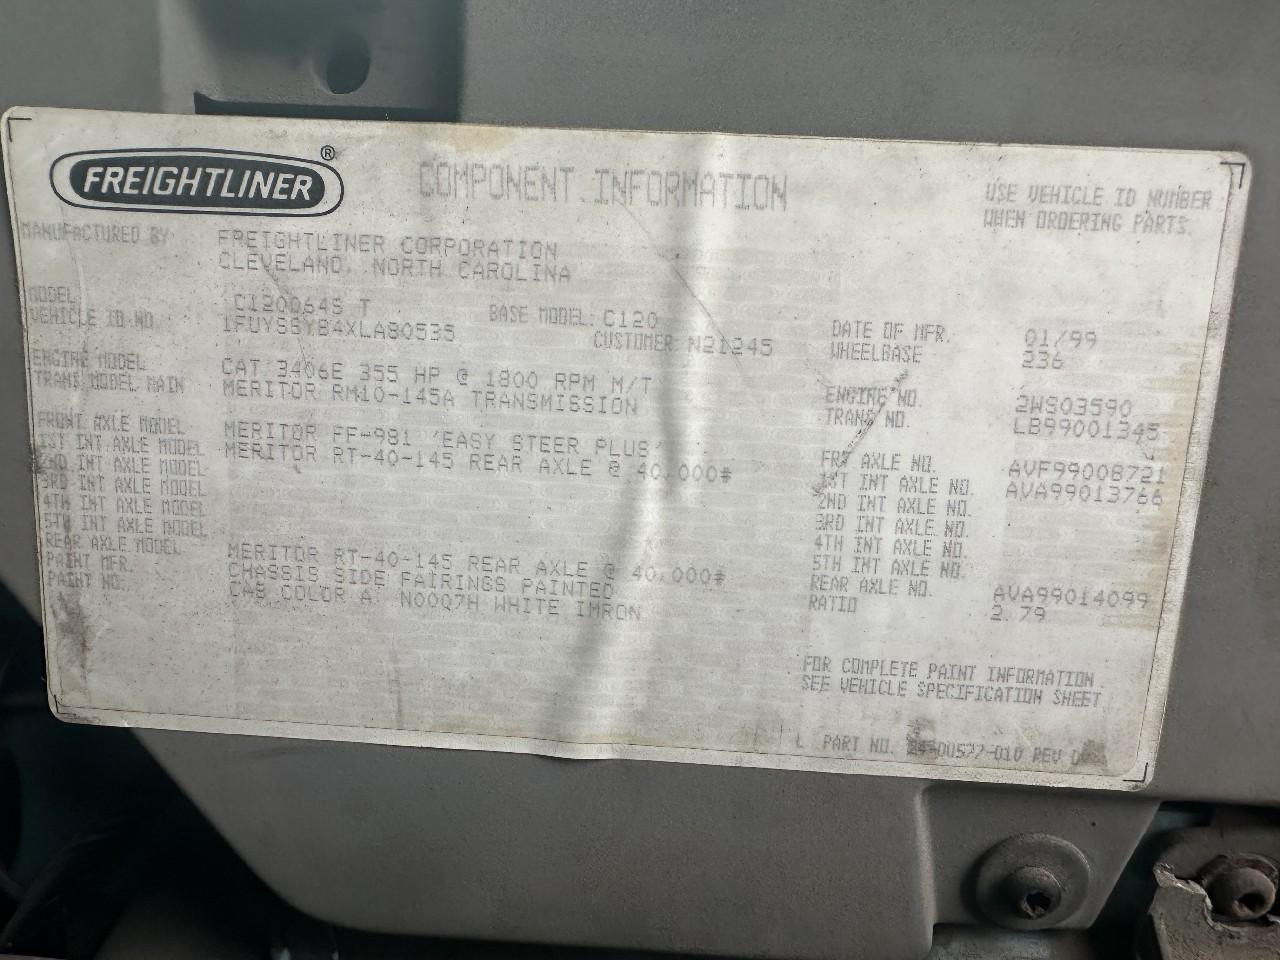 FREIGHTLINER ®
COMPONENT INFORMATION
USE VEHICLE ID NUMBER
WHEN ORDERING PARTS.
MANUFACTURED BY FREIGHTLINER CORPORATION
CLEVELAND, NORTH CAROLINA
MODEL C120064S T BASE MODEL: C120 DATE OF MFR. 01/99
VEHICLE ID NO. 1FUYSSYB4XLA80535 CUSTOMER N21245 WHEELBASE 236
ENGINE MODEL CAT 3406E 355 HP @ 1800 RPM M/T ENGINE NO. 2WS03590
TRANS MODEL MAIN MERITOR RM10-145A TRANSMISSION TRANS NO. LB99001345
FRONT AXLE MODEL MERITOR FF-981 'EASY STEER PLUS' FRT AXLE NO. AVF99008721
1ST INT AXLE MODEL MERITOR RT-40-145 REAR AXLE @ 40,000# 1ST INT AXLE NO. AVA99013766
2ND INT AXLE MODEL 2ND INT AXLE NO.
3RD INT AXLE MODEL 3RD INT AXLE NO.
4TH INT AXLE MODEL 4TH INT AXLE NO.
5TH INT AXLE MODEL 5TH INT AXLE NO.
REAR AXLE MODEL MERITOR RT-40-145 REAR AXLE @ 40,000# REAR AXLE NO. AVA99014099
PAINT MFR. CHASSIS SIDE FAIRINGS PAINTED RATIO 2.79
PAINT NO. CAB COLOR A: N00Q7H WHITE IMRON
FOR COMPLETE PAINT INFORMATION
SEE VEHICLE SPECIFICATION SHEET
PART NO. REV